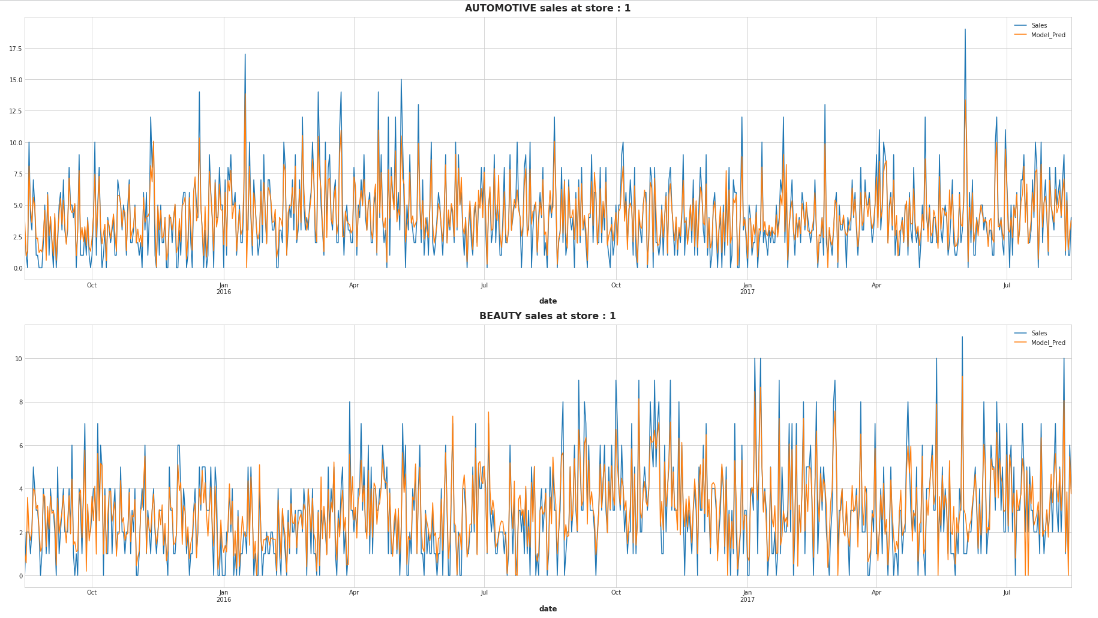 AUTOMOTIVE sales at store : 1
Sales
Model_Pred
17.5
15.0
12.5
10.0
7.5
5.0
2.5
0.0
Oct
Jan
2016
Apr
Jul
Oct
Jan
2017
Apr
Jul
date
BEAUTY sales at store : 1
Sales
Model_Pred
10
8
6
4
2
0
Oct
Jan
2016
Apr
Jul
Oct
Jan
2017
Apr
Jul
date